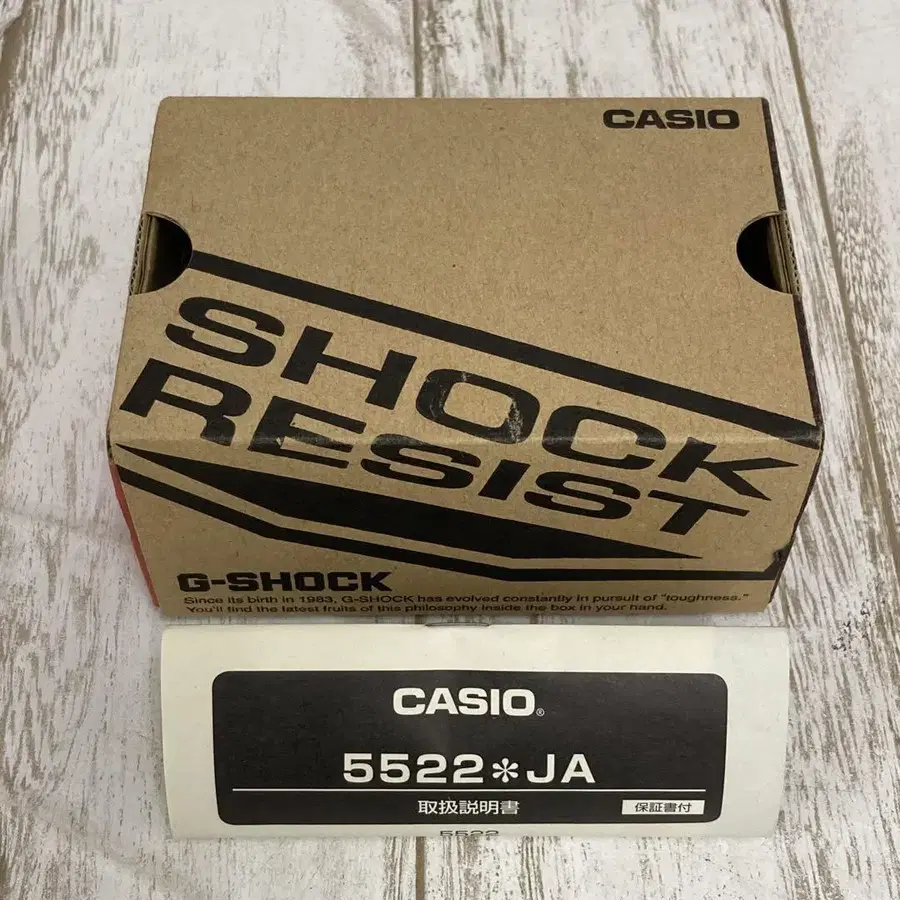 CASIO
SHOCK
RESIST
G-SHOCK
Since its birth in 1983, G-SHOCK has evolved constantly in pursuit of "toughness."
You'll find the latest fruits of this philosophy inside the box in your hand.
CASIO®
5522*JA
取扱説明書 保証書付
5522